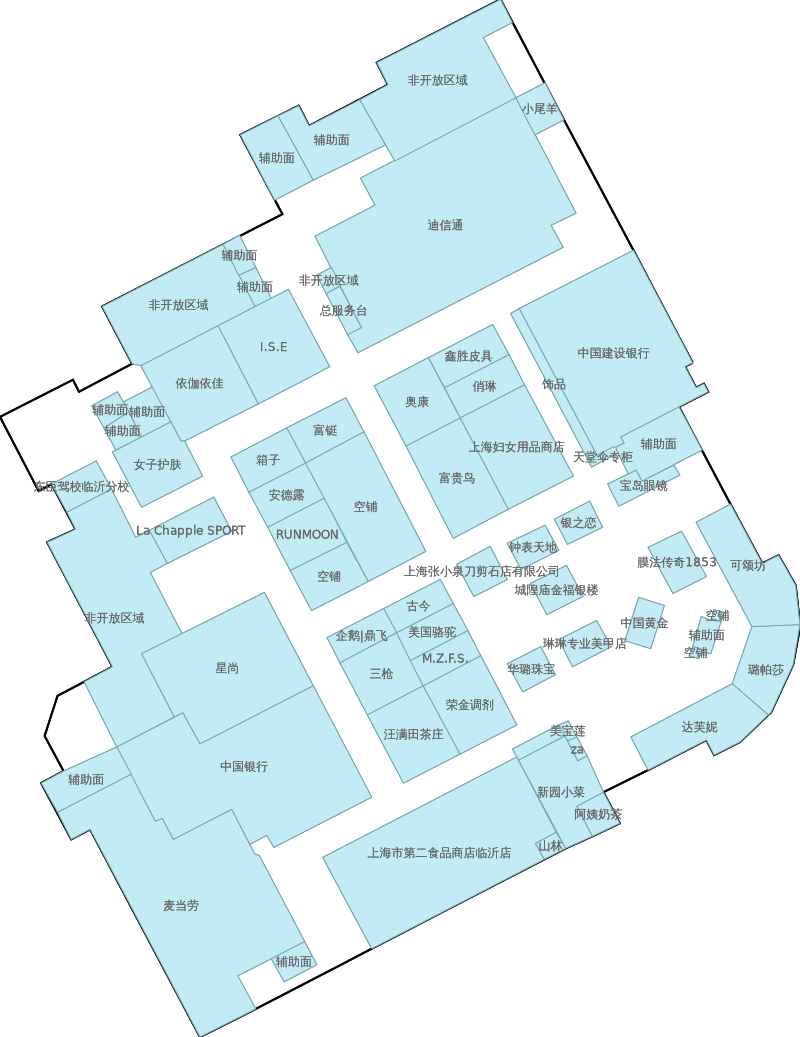 非开放区域
小尾羊
辅助面
辅助面
迪信通
辅助面
非开放区域
辅助面
非开放区域
总服务台
I.S.E
鑫胜皮具
中国建设银行
依伽依佳
俏琳
饰品
奥康
辅助面
辅助面
辅助面
富铤
上海妇女用品商店
辅助面
箱子
天堂伞专柜
女子护肤
富贵鸟
东医驾校临沂分校
宝岛眼镜
安德露
空铺
La Chapple SPORT
RUNMOON
银之恋
钟表天地
膜法传奇1853
可颂坊
上海张小泉刀剪石店有限公司
空铺
城隍庙金福银楼
古今
非开放区域
空铺
中国黄金
企鹅|鼎飞
美国骆驼
辅助面
琳琳专业美甲店
空铺
M.Z.F.S.
星尚
三枪
华璐珠宝
璐帕莎
荣金调剂
达芙妮
汪满田茶庄
美宝莲
za
中国银行
辅助面
新园小菜
阿姨奶茶
山林
上海市第二食品商店临沂店
麦当劳
辅助面